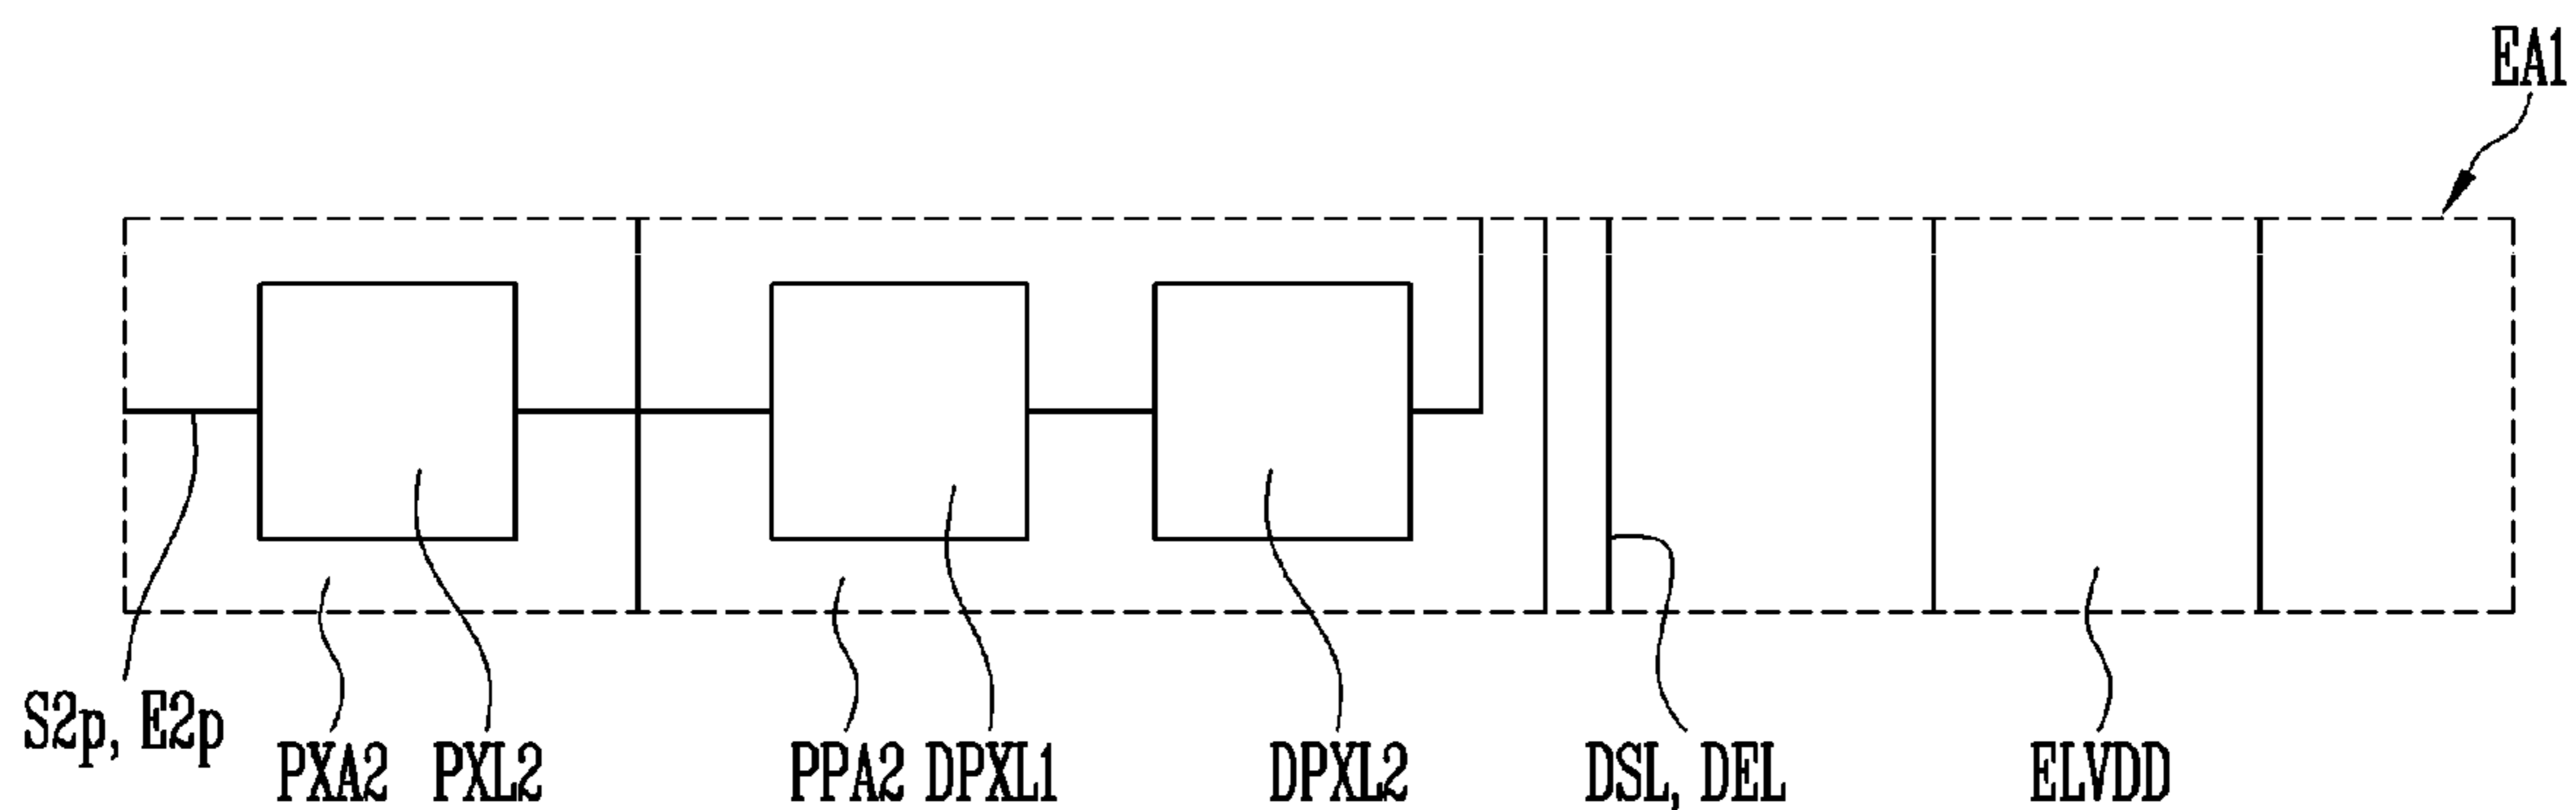 EA1
S2p, E2p
PXA2
PXL2
PPA2
DPXL1
DPXL2
DSL, DEL
ELVDD